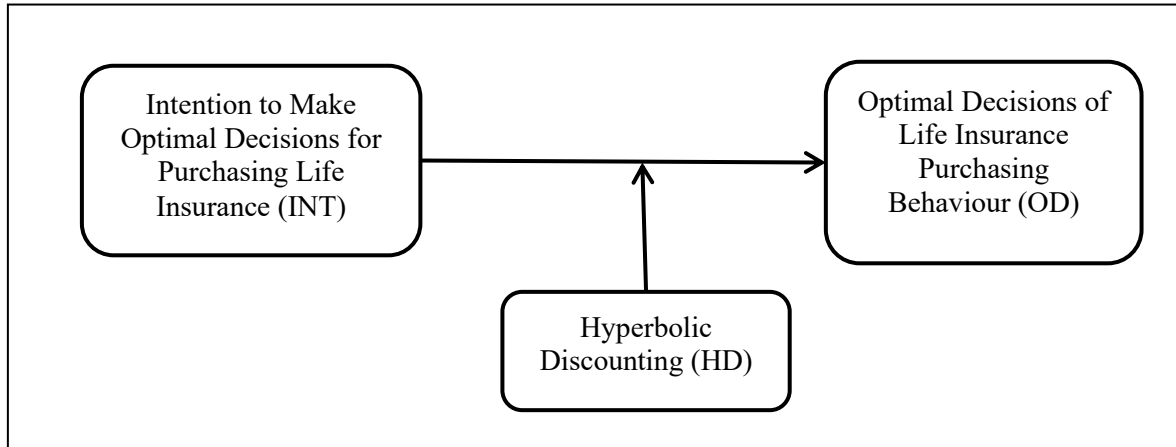 Intention to Make
Optimal Decisions for
Purchasing Life
Insurance (INT)
Optimal Decisions of
Life Insurance
Purchasing
Behaviour (OD)
Hyperbolic
Discounting (HD)